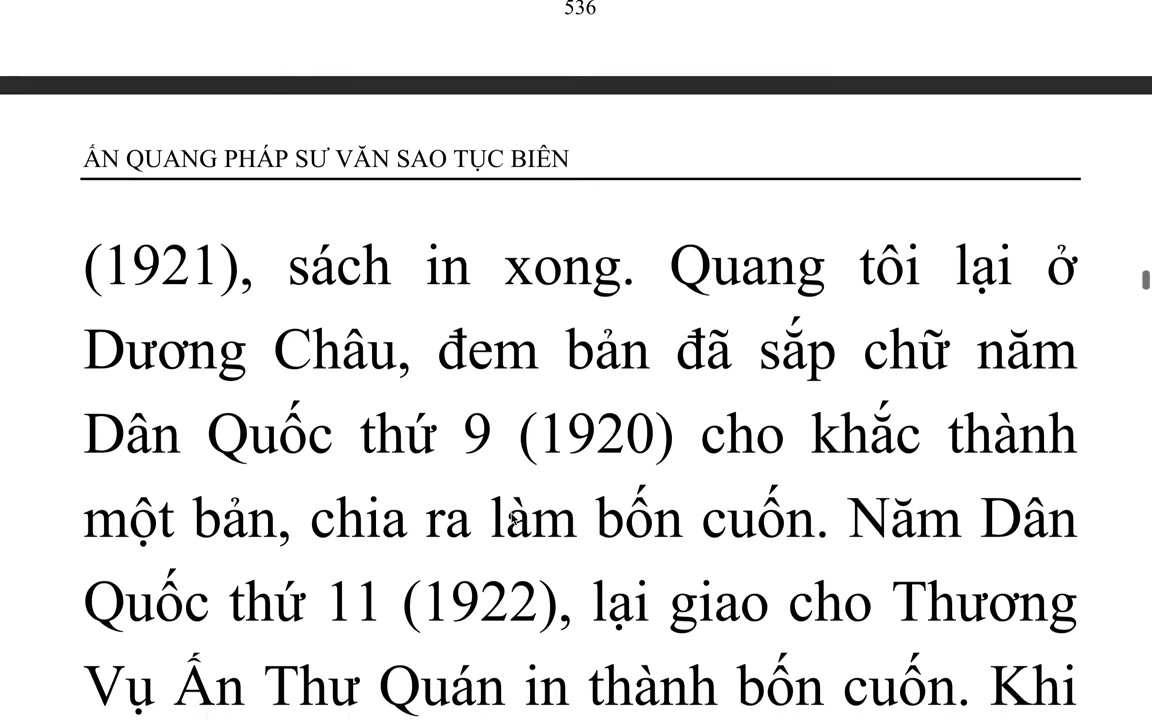 536
ẤN QUANG PHÁP SƯ VĂN SAO TỤC BIÊN
(1921), sách in xong. Quang tôi lại ở
Dương Châu, đem bản đã sắp chữ năm
Dân Quốc thứ 9 (1920) cho khắc thành
một bản, chia ra làm bốn cuốn. Năm Dân
Quốc thứ 11 (1922), lại giao cho Thương
Vụ Ấn Thư Quán in thành bốn cuốn. Khi